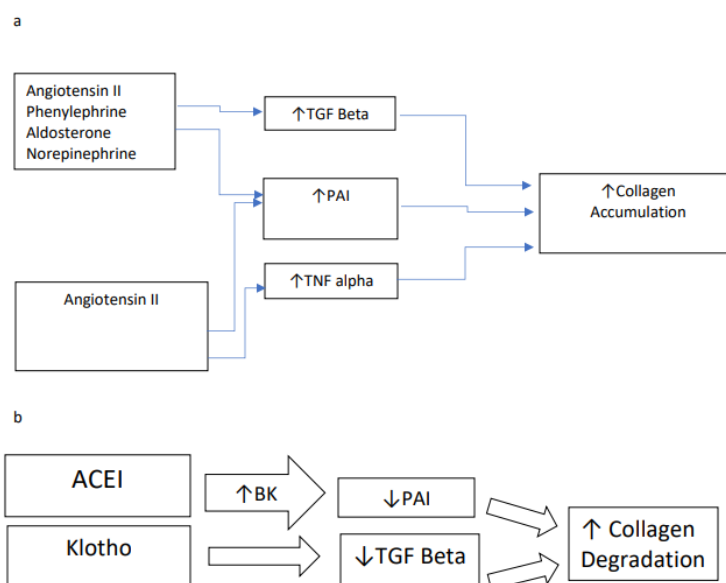 a
Angiotensin II
Phenylephrine
Aldosterone
Norepinephrine
↑TGF Beta
↑PAI
↑Collagen
Accumulation
↑TNF alpha
Angiotensin II
b
ACEI
↑BK
↓PAI
↑ Collagen
Degradation
Klotho
↓TGF Beta